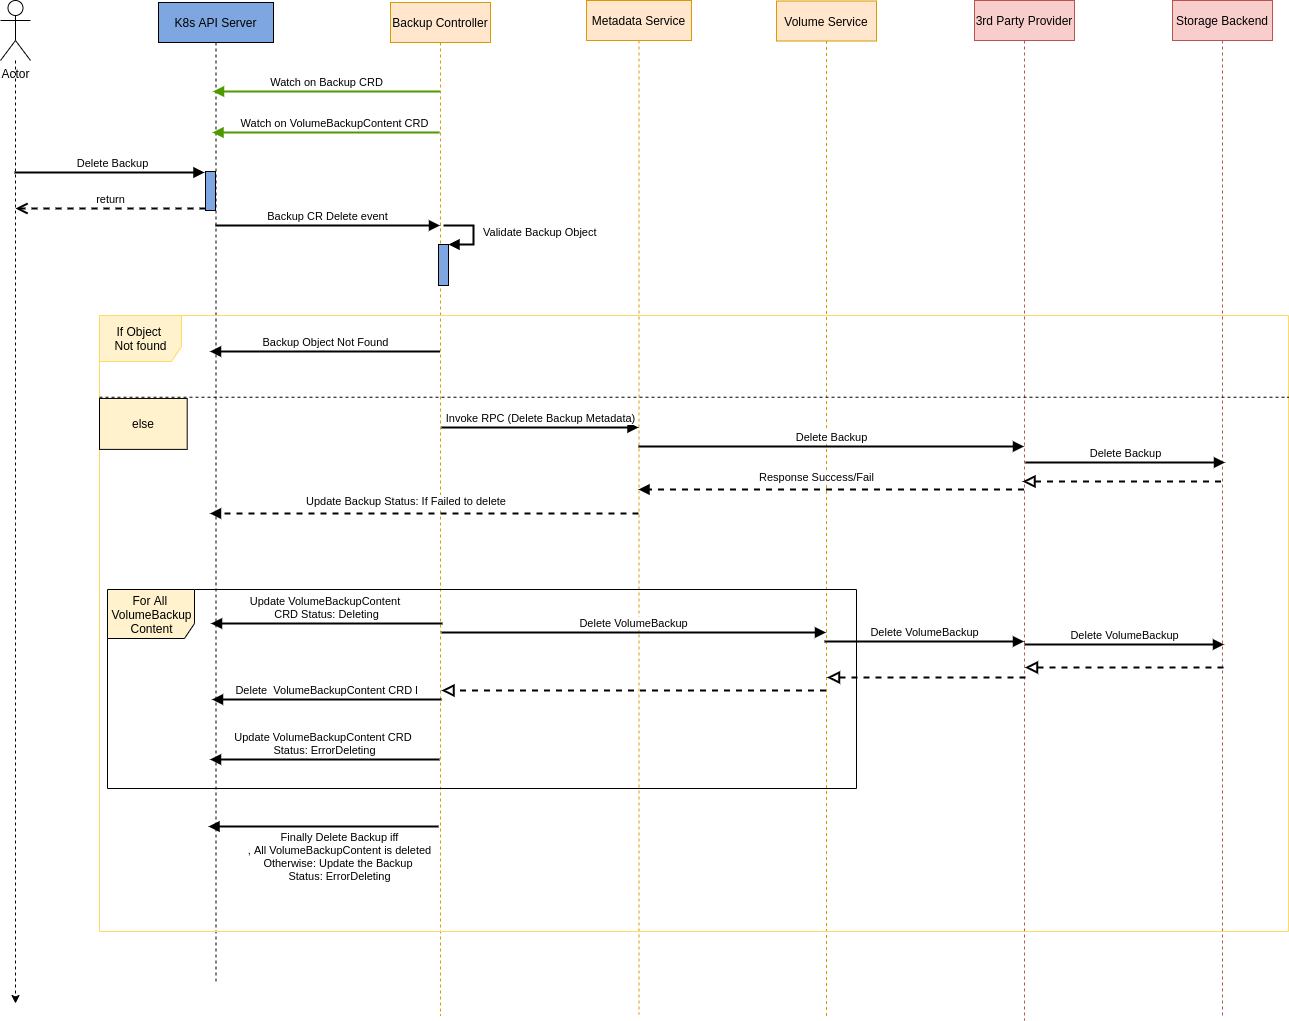 K8s API Server
Backup Controller
Metadata Service
Volume Service
3rd Party Provider
Storage Backend
Actor
Watch on Backup CRD
Watch on VolumeBackupContent CRD
Delete Backup
return
Backup CR Delete event
Validate Backup Object
If Object
Not found
Backup Object Not Found
else
Invoke RPC (Delete Backup Metadata)
Delete Backup
Delete Backup
Response Success/Fail
Update Backup Status: If Failed to delete
For All
VolumeBackup
Content
Update VolumeBackupContent
CRD Status: Deleting
Delete VolumeBackup
Delete VolumeBackup
Delete VolumeBackup
Delete  VolumeBackupContent CRD l
Update VolumeBackupContent CRD
Status: ErrorDeleting
Finally Delete Backup iff
, All VolumeBackupContent is deleted
Otherwise: Update the Backup
Status: ErrorDeleting